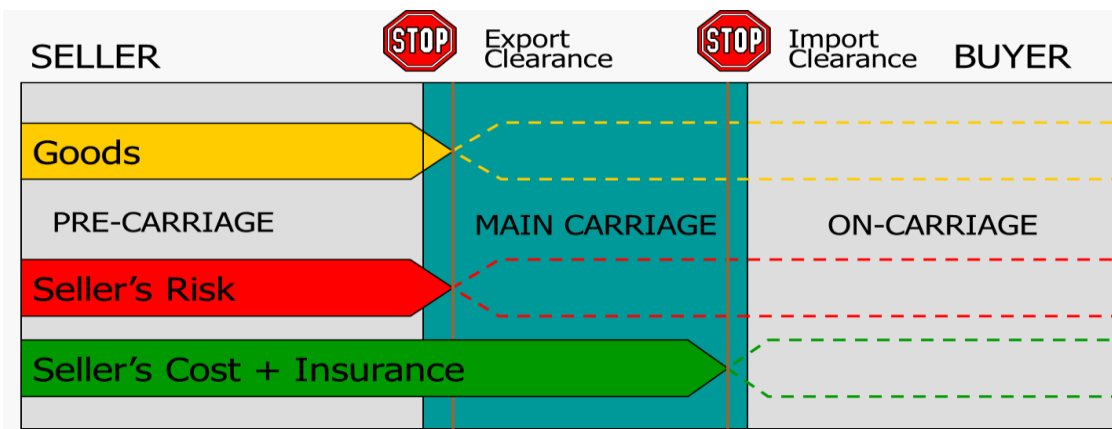 SELLER
STOP
Export
Clearance
STOP
Import
Clearance
BUYER
Goods
PRE-CARRIAGE
MAIN CARRIAGE
ON-CARRIAGE
Seller's Risk
Seller's Cost + Insurance